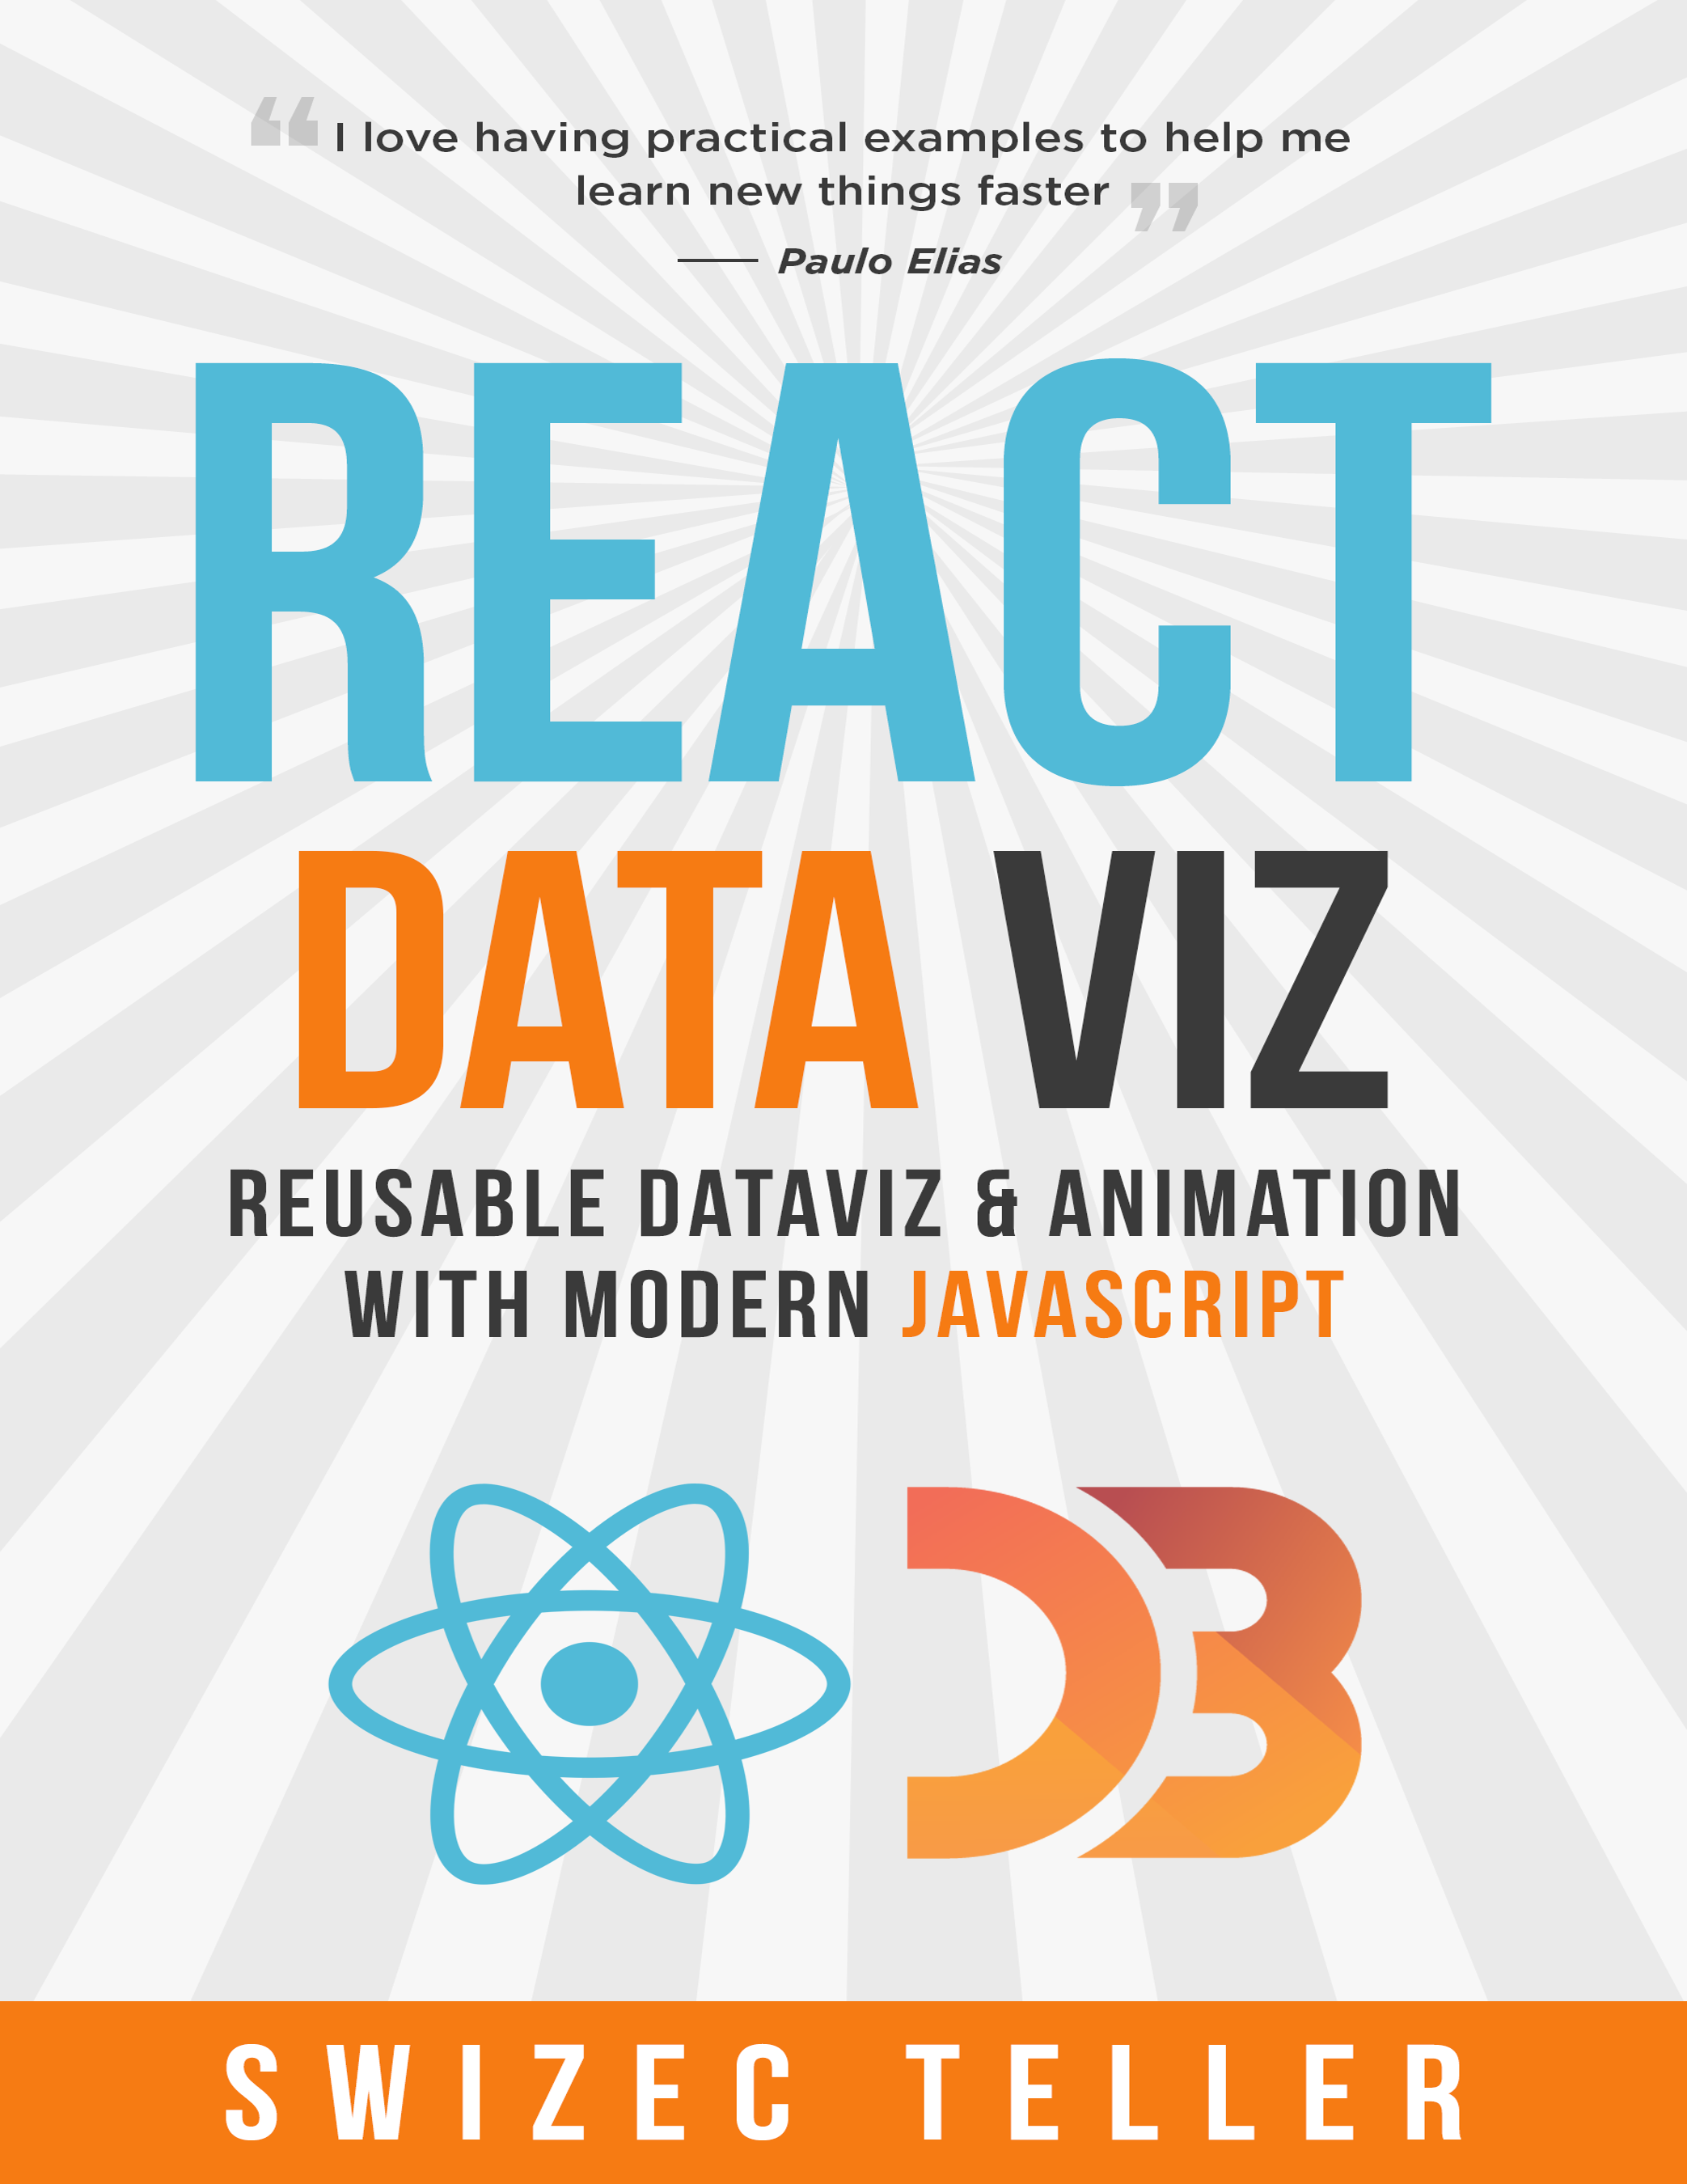 “ I love having practical examples to help me
learn new things faster ”
— Paulo Elias
REACT
DATA VIZ
REUSABLE DATAVIZ & ANIMATION
WITH MODERN JAVASCRIPT
D3
SWIZEC TELLER